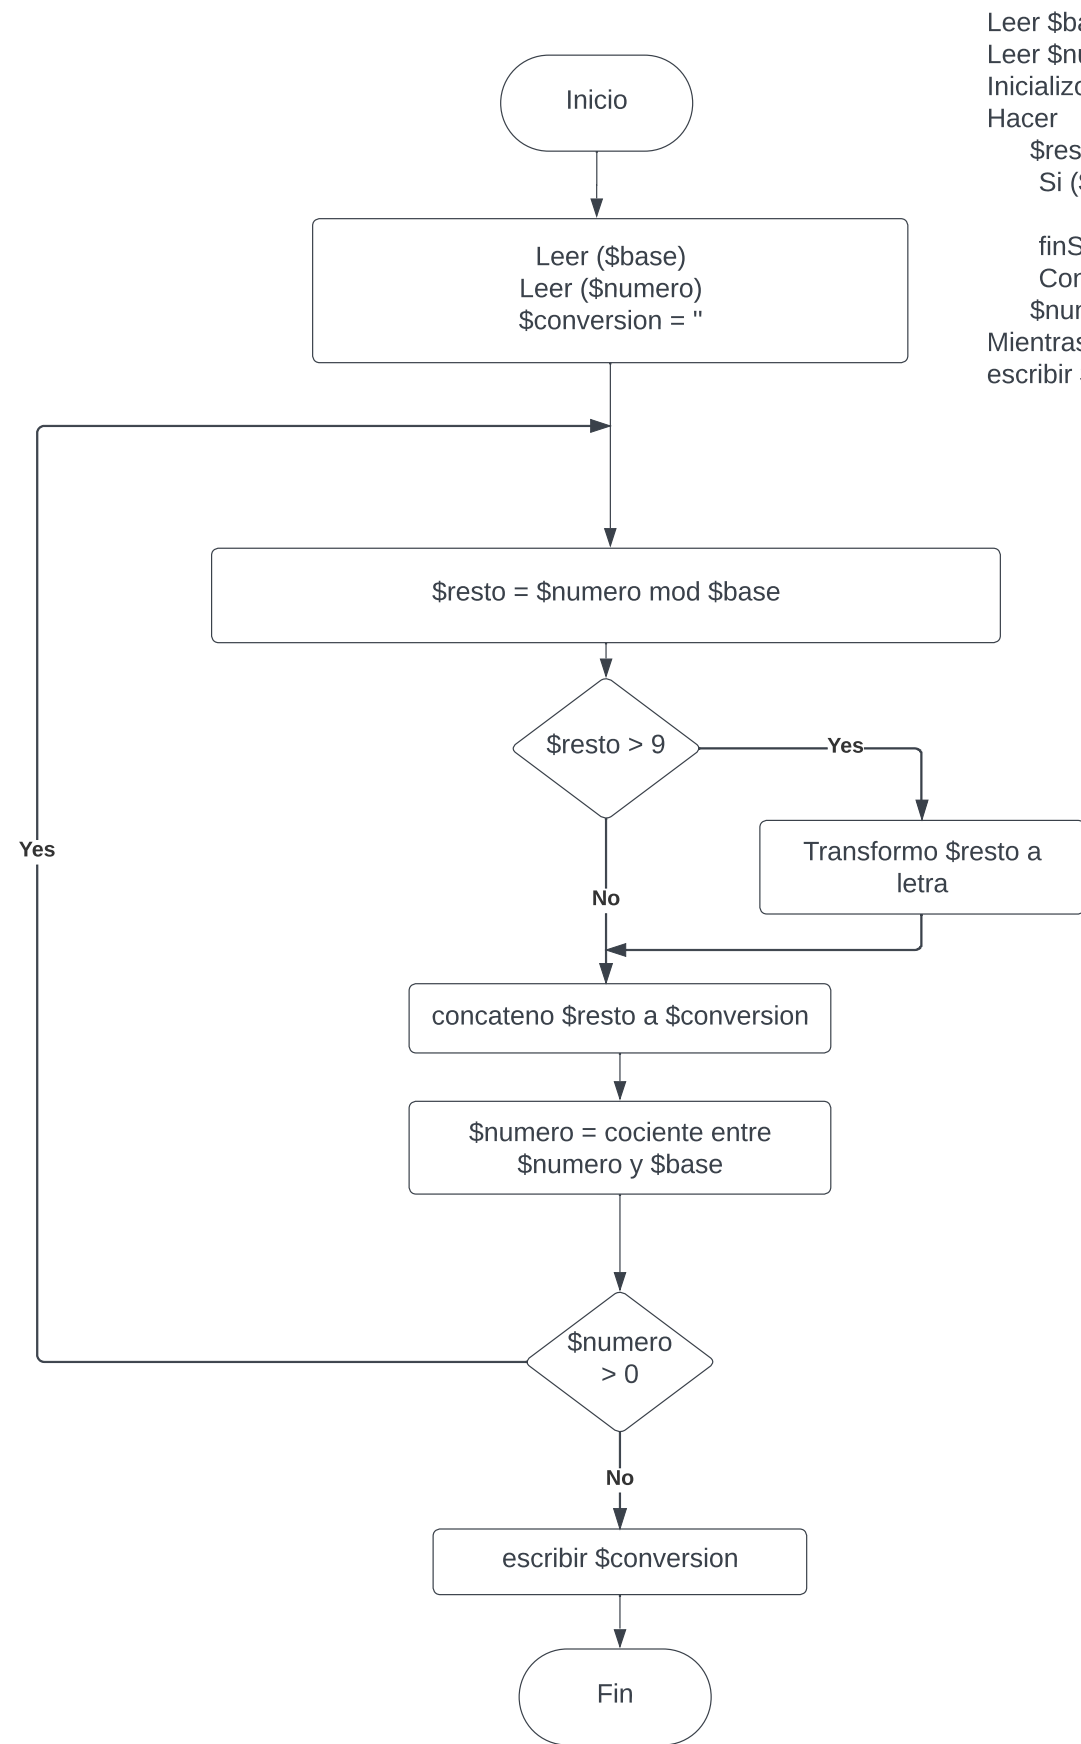 Inicio
Leer ($base)
Leer ($numero)
$conversion = "
$resto = $numero mod $base
$resto > 9
Yes
Transformo $resto a
letra
No
concateno $resto a $conversion
$numero = cociente entre
$numero y $base
$numero
> 0
Yes
No
escribir $conversion
Fin
Leer
Leer
Hacer
Si
escribir